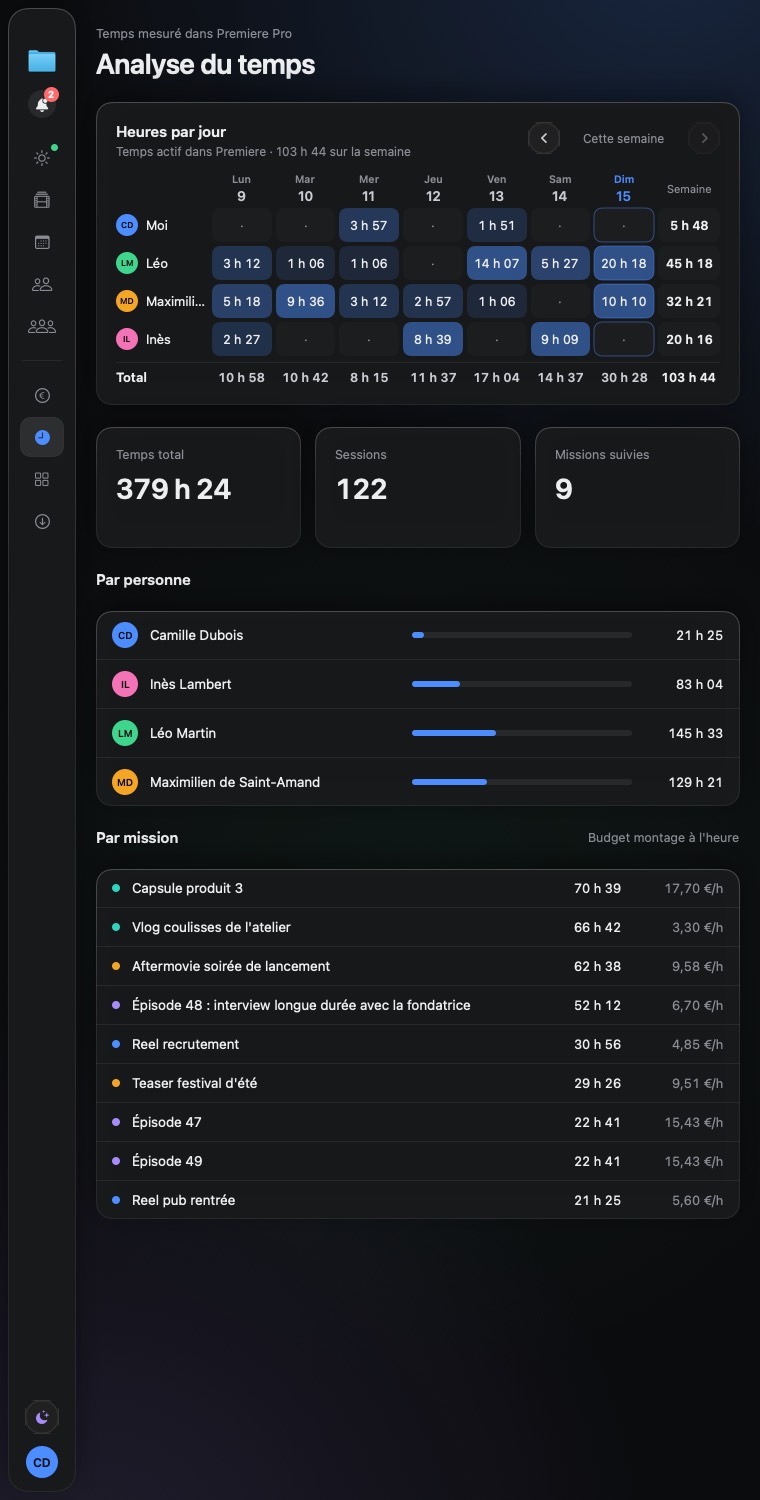 2
Temps mesuré dans Premiere Pro
Analyse du temps
Heures par jour
Temps actif dans Premiere · 103 h 44 sur la semaine
Cette semaine
Lun Mar Mer Jeu Ven Sam Dim
9 10 11 12 13 14 15 Semaine
CD Moi · · 3 h 57 · 1 h 51 · · 5 h 48
LM Léo 3 h 12 1 h 06 1 h 06 · 14 h 07 5 h 27 20 h 18 45 h 18
MD Maximili... 5 h 18 9 h 36 3 h 12 2 h 57 1 h 06 · 10 h 10 32 h 21
IL Inès 2 h 27 · · 8 h 39 · 9 h 09 · 20 h 16
Total 10 h 58 10 h 42 8 h 15 11 h 37 17 h 04 14 h 37 30 h 28 103 h 44
Temps total Sessions Missions suivies
379 h 24 122 9
Par personne
CD Camille Dubois 21 h 25
IL Inès Lambert 83 h 04
LM Léo Martin 145 h 33
MD Maximilien de Saint-Amand 129 h 21
Par mission Budget montage à l'heure
Capsule produit 3 70 h 39 17,70 €/h
Vlog coulisses de l'atelier 66 h 42 3,30 €/h
Aftermovie soirée de lancement 62 h 38 9,58 €/h
Épisode 48 : interview longue durée avec la fondatrice 52 h 12 6,70 €/h
Reel recrutement 30 h 56 4,85 €/h
Teaser festival d'été 29 h 26 9,51 €/h
Épisode 47 22 h 41 15,43 €/h
Épisode 49 22 h 41 15,43 €/h
Reel pub rentrée 21 h 25 5,60 €/h
CD